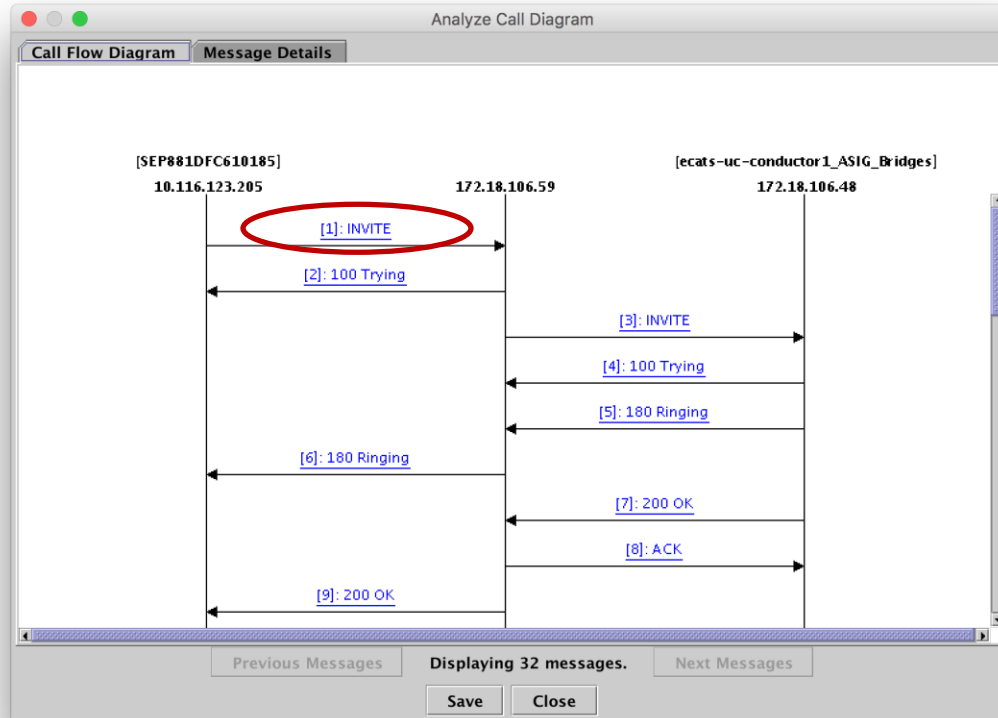 Analyze Call Diagram
Call Flow Diagram Message Details
[SEP881DFC610185] [ecats-uc-conductor1_ASIG_Bridges]
10.116.123.205 172.18.106.59 172.18.106.48
[1]: INVITE
[2]: 100 Trying
[3]: INVITE
[4]: 100 Trying
[5]: 180 Ringing
[6]: 180 Ringing
[7]: 200 OK
[8]: ACK
[9]: 200 OK
Previous Messages Displaying 32 messages. Next Messages
Save Close